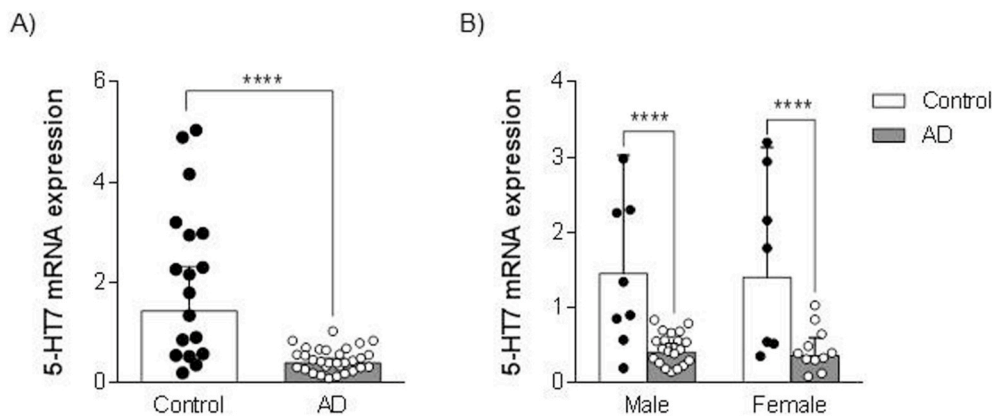 A)
5-HT7 mRNA expression
6
4
2
0
****
Control
AD
B)
5-HT7 mRNA expression
4
3
2
1
0
****
****
Male
Female
Control
AD